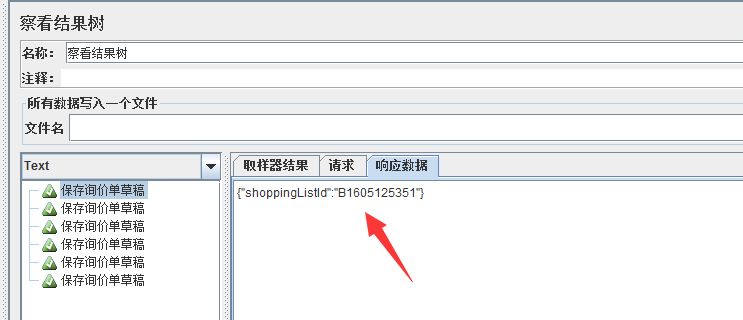 察看结果树
名称： 察看结果树
注释：
所有数据写入一个文件
文件名
Text
取样器结果 请求 响应数据
保存询价单草稿
保存询价单草稿
保存询价单草稿
保存询价单草稿
保存询价单草稿
保存询价单草稿
{"shoppingListId":"B1605125351"}